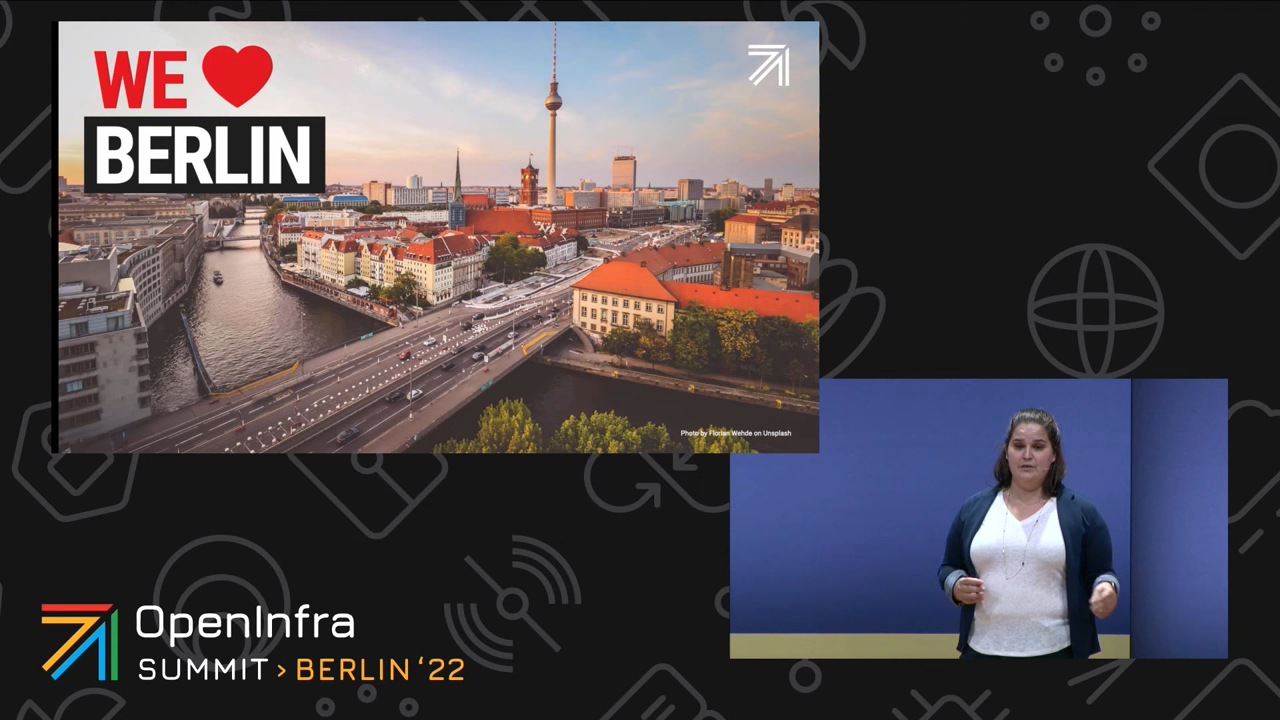 WE
BERLIN
Photo by Florian Wehde on Unsplash
OpenInfra
SUMMIT > BERLIN ‘22